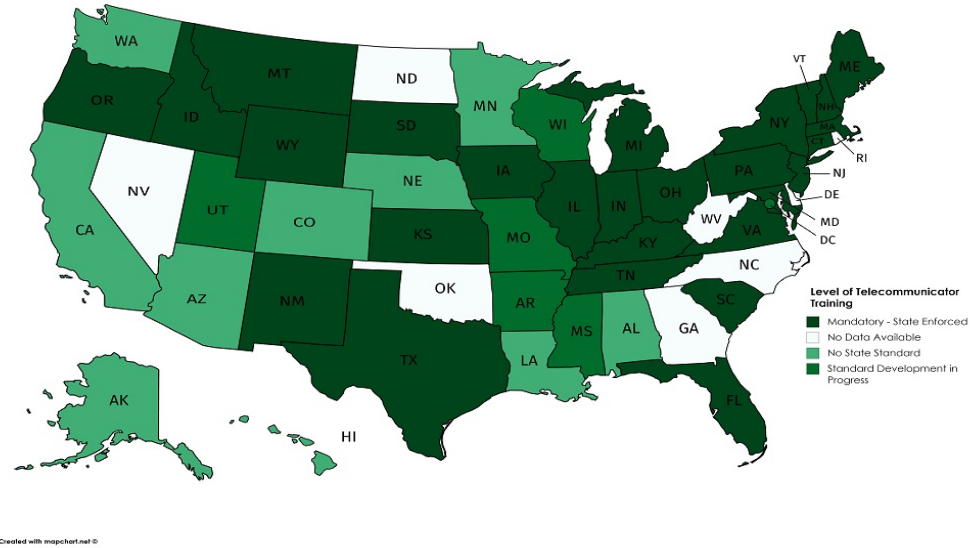 WA
MT
ND
MN
VT
ME
OR
ID
SD
WI
NH
NY
MA
MI
CT
WY
RI
IA
PA
NJ
NE
OH
DE
NV
UT
IL
IN
WV
MD
CO
CA
KS
MO
KY
VA
DC
NC
OK
TN
AZ
NM
AR
SC
MS
AL
GA
TX
LA
AK
FL
HI
Level of Telecommunicator
Training
Mandatory - State Enforced
No Data Available
No State Standard
Standard Development in
Progress
Created with mapchart.net ©